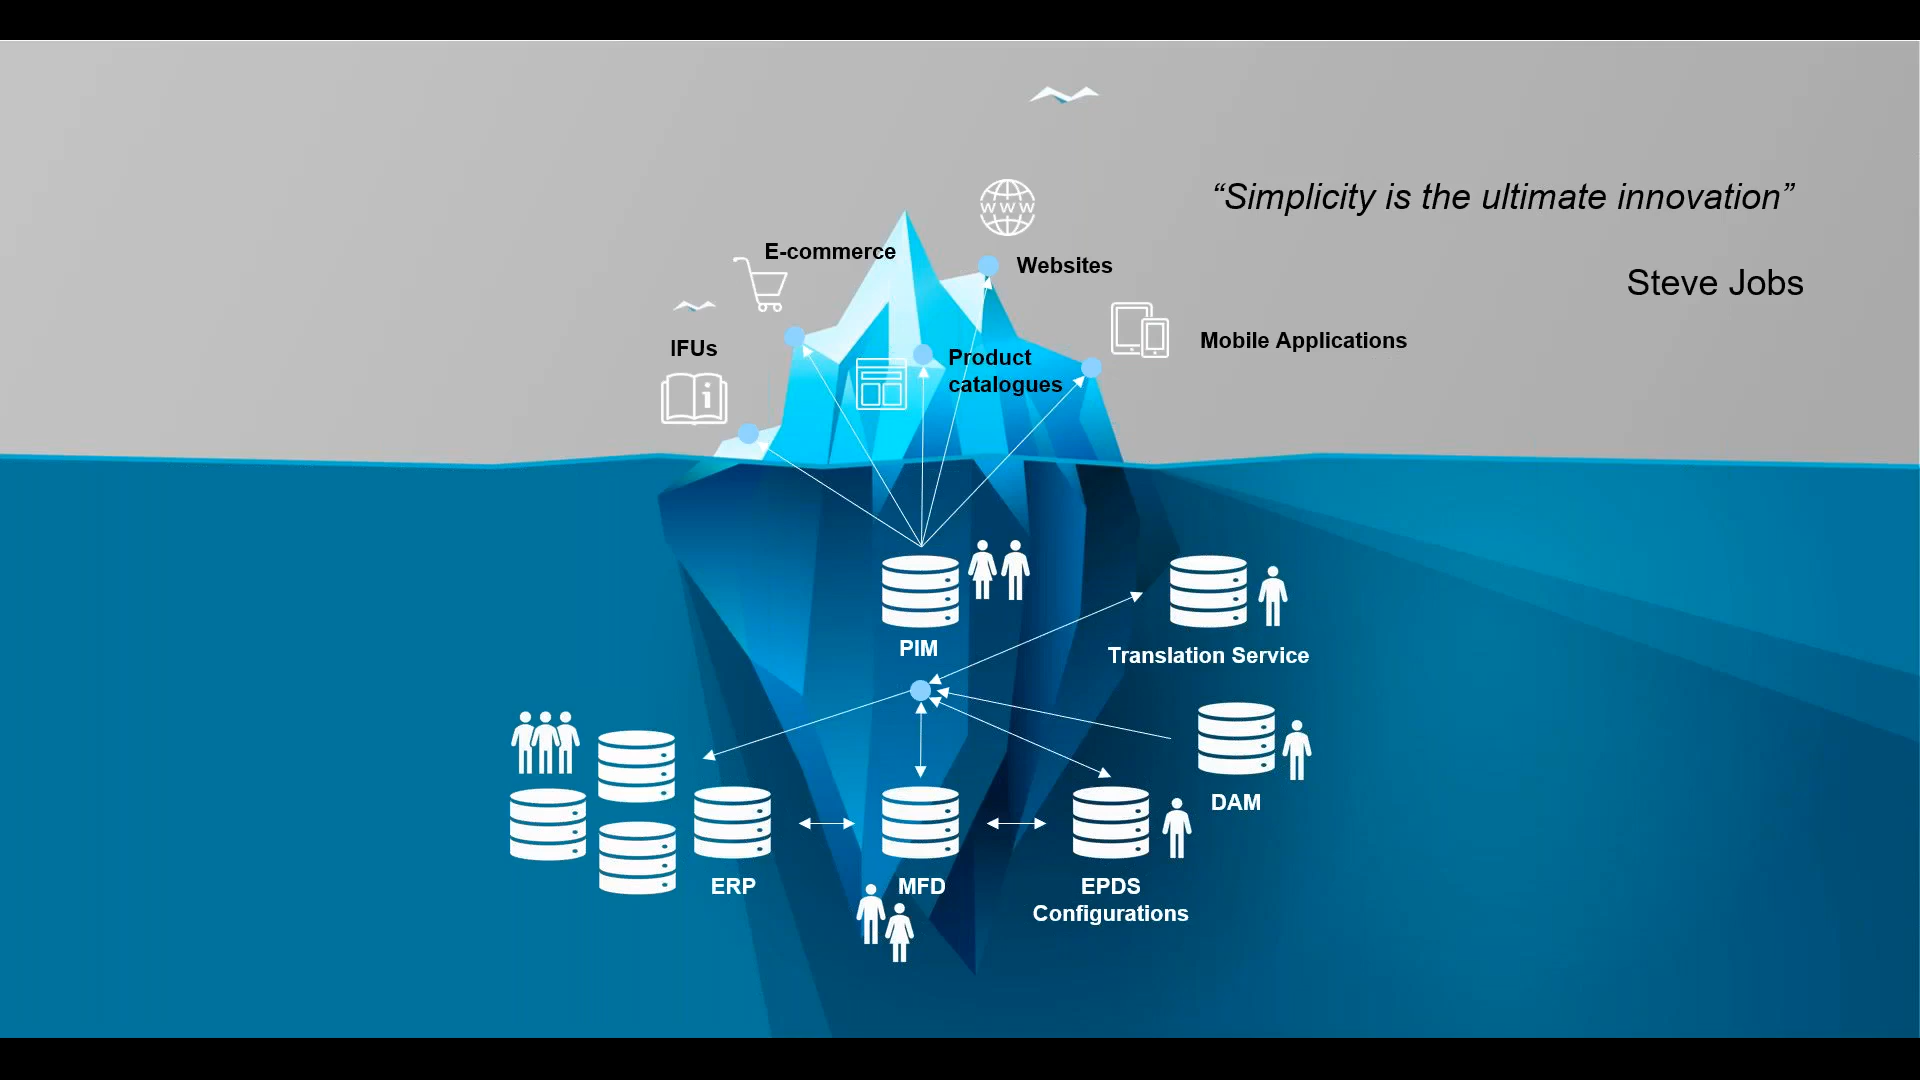 “Simplicity is the ultimate innovation”
Steve Jobs
WWW
E-commerce
Websites
Mobile Applications
IFUs
i
Product
catalogues
PIM
Translation Service
DAM
ERP
MFD
EPDS
Configurations